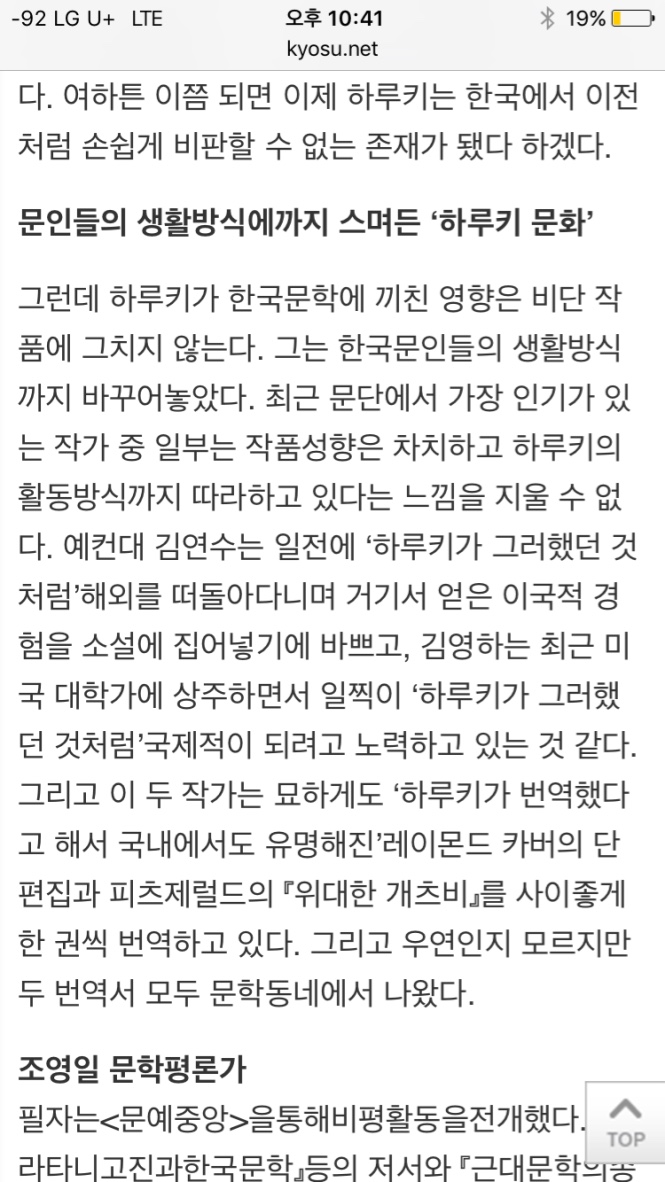 -92 LG U+ LTE 오후 10:41 19%
kyosu.net
다. 여하튼 이쯤 되면 이제 하루키는 한국에서 이전
처럼 손쉽게 비판할 수 없는 존재가 됐다 하겠다.
문인들의 생활방식에까지 스며든 ‘하루키 문화’
그런데 하루키가 한국문학에 끼친 영향은 비단 작
품에 그치지 않는다. 그는 한국문인들의 생활방식
까지 바꾸어놓았다. 최근 문단에서 가장 인기가 있
는 작가 중 일부는 작품성향은 차치하고 하루키의
활동방식까지 따라하고 있다는 느낌을 지울 수 없
다. 예컨대 김연수는 일전에 ‘하루키가 그러했던 것
처럼’해외를 떠돌아다니며 거기서 얻은 이국적 경
험을 소설에 집어넣기에 바쁘고, 김영하는 최근 미
국 대학가에 상주하면서 일찍이 ‘하루키가 그러했
던 것처럼’국제적이 되려고 노력하고 있는 것 같다.
그리고 이 두 작가는 묘하게도 ‘하루키가 번역했다
고 해서 국내에서도 유명해진’레이몬드 카버의 단
편집과 피츠제럴드의 『위대한 개츠비』를 사이좋게
한 권씩 번역하고 있다. 그리고 우연인지 모르지만
두 번역서 모두 문학동네에서 나왔다.
조영일 문학평론가
필자는<문예중앙>을통해비평활동을전개했다.
라타니고진과한국문학』등의 저서와 『근대문학의종
TOP